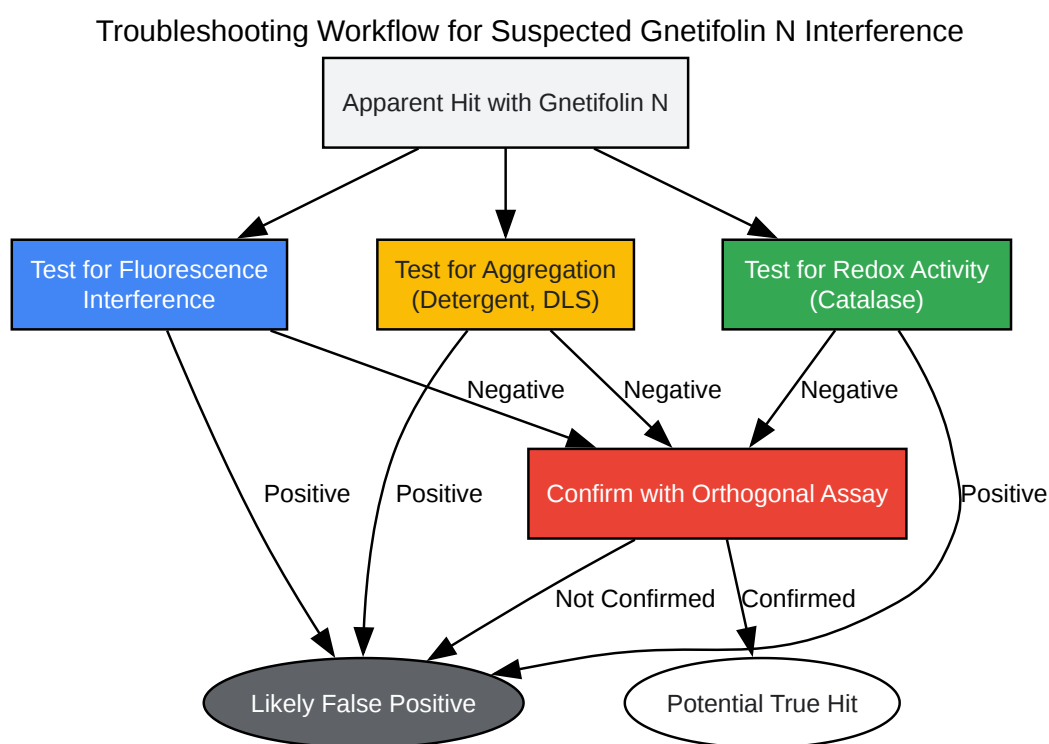 Troubleshooting Workflow for Suspected Gnetifolin N Interference
Apparent Hit with Gnetifolin N
Test for Fluorescence
Interference
Test for Aggregation
(Detergent, DLS)
Test for Redox Activity
(Catalase)
Negative
Negative
Negative
Positive
Positive
Confirm with Orthogonal Assay
Positive
Not Confirmed
Confirmed
Likely False Positive
Potential True Hit